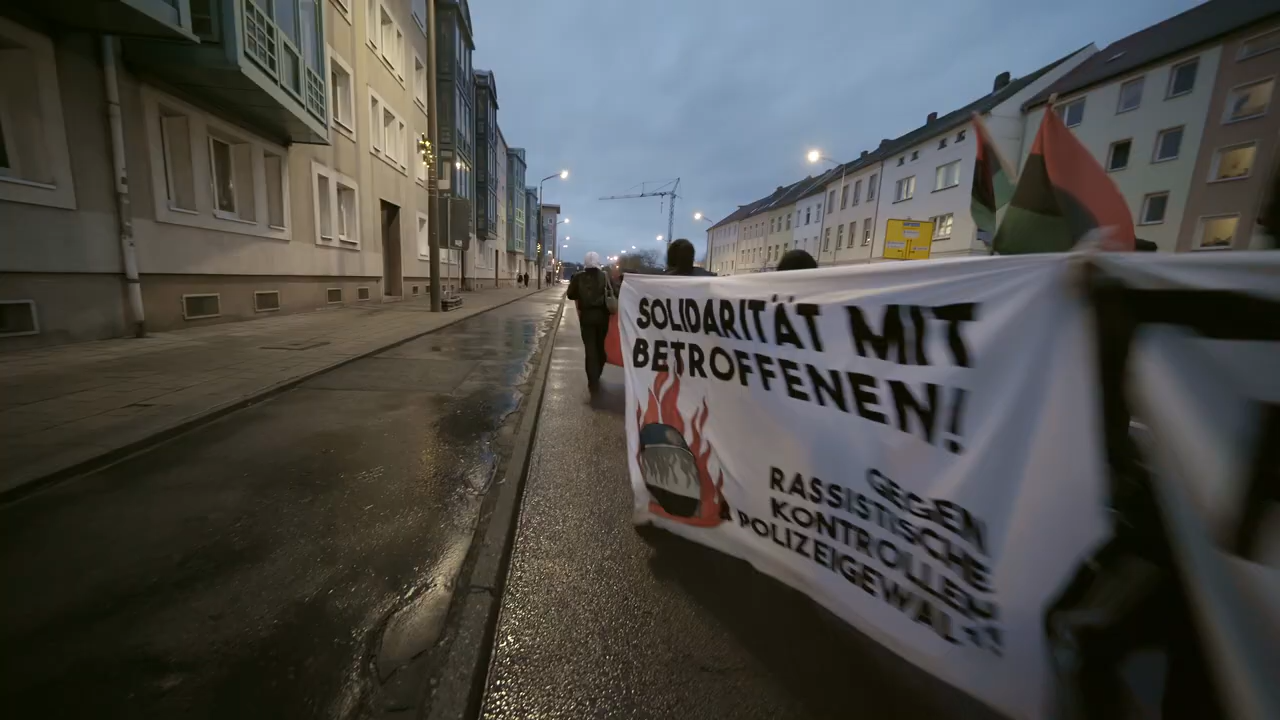 SOLIDARITÄT MIT
BETROFFENEN!
GEGEN
RASSISTISCHE
KONTROLLEN
& POLIZEIGEWALT!